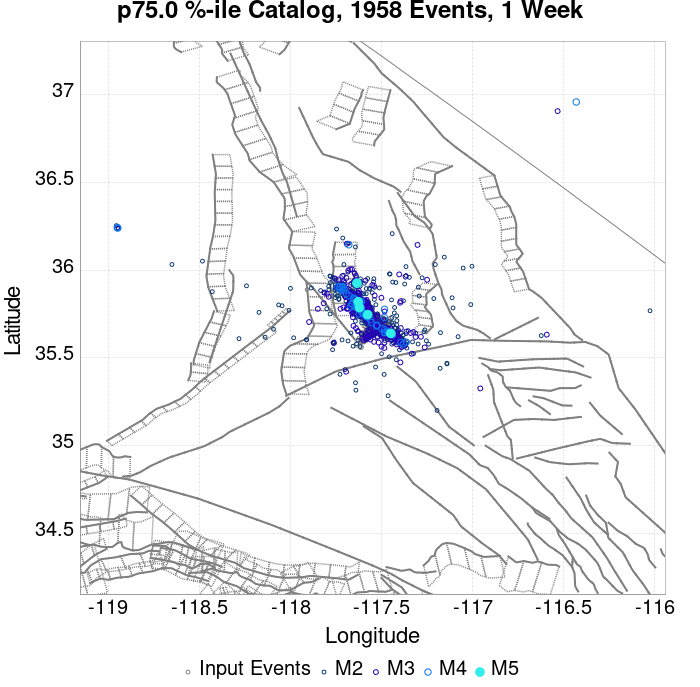 p75.0 %-ile Catalog, 1958 Events, 1 Week
37
36.5
36
35.5
35
34.5
Latitude
-119 -118.5 -118 -117.5 -117 -116.5 -116
Longitude
Input Events M2 M3 M4 M5